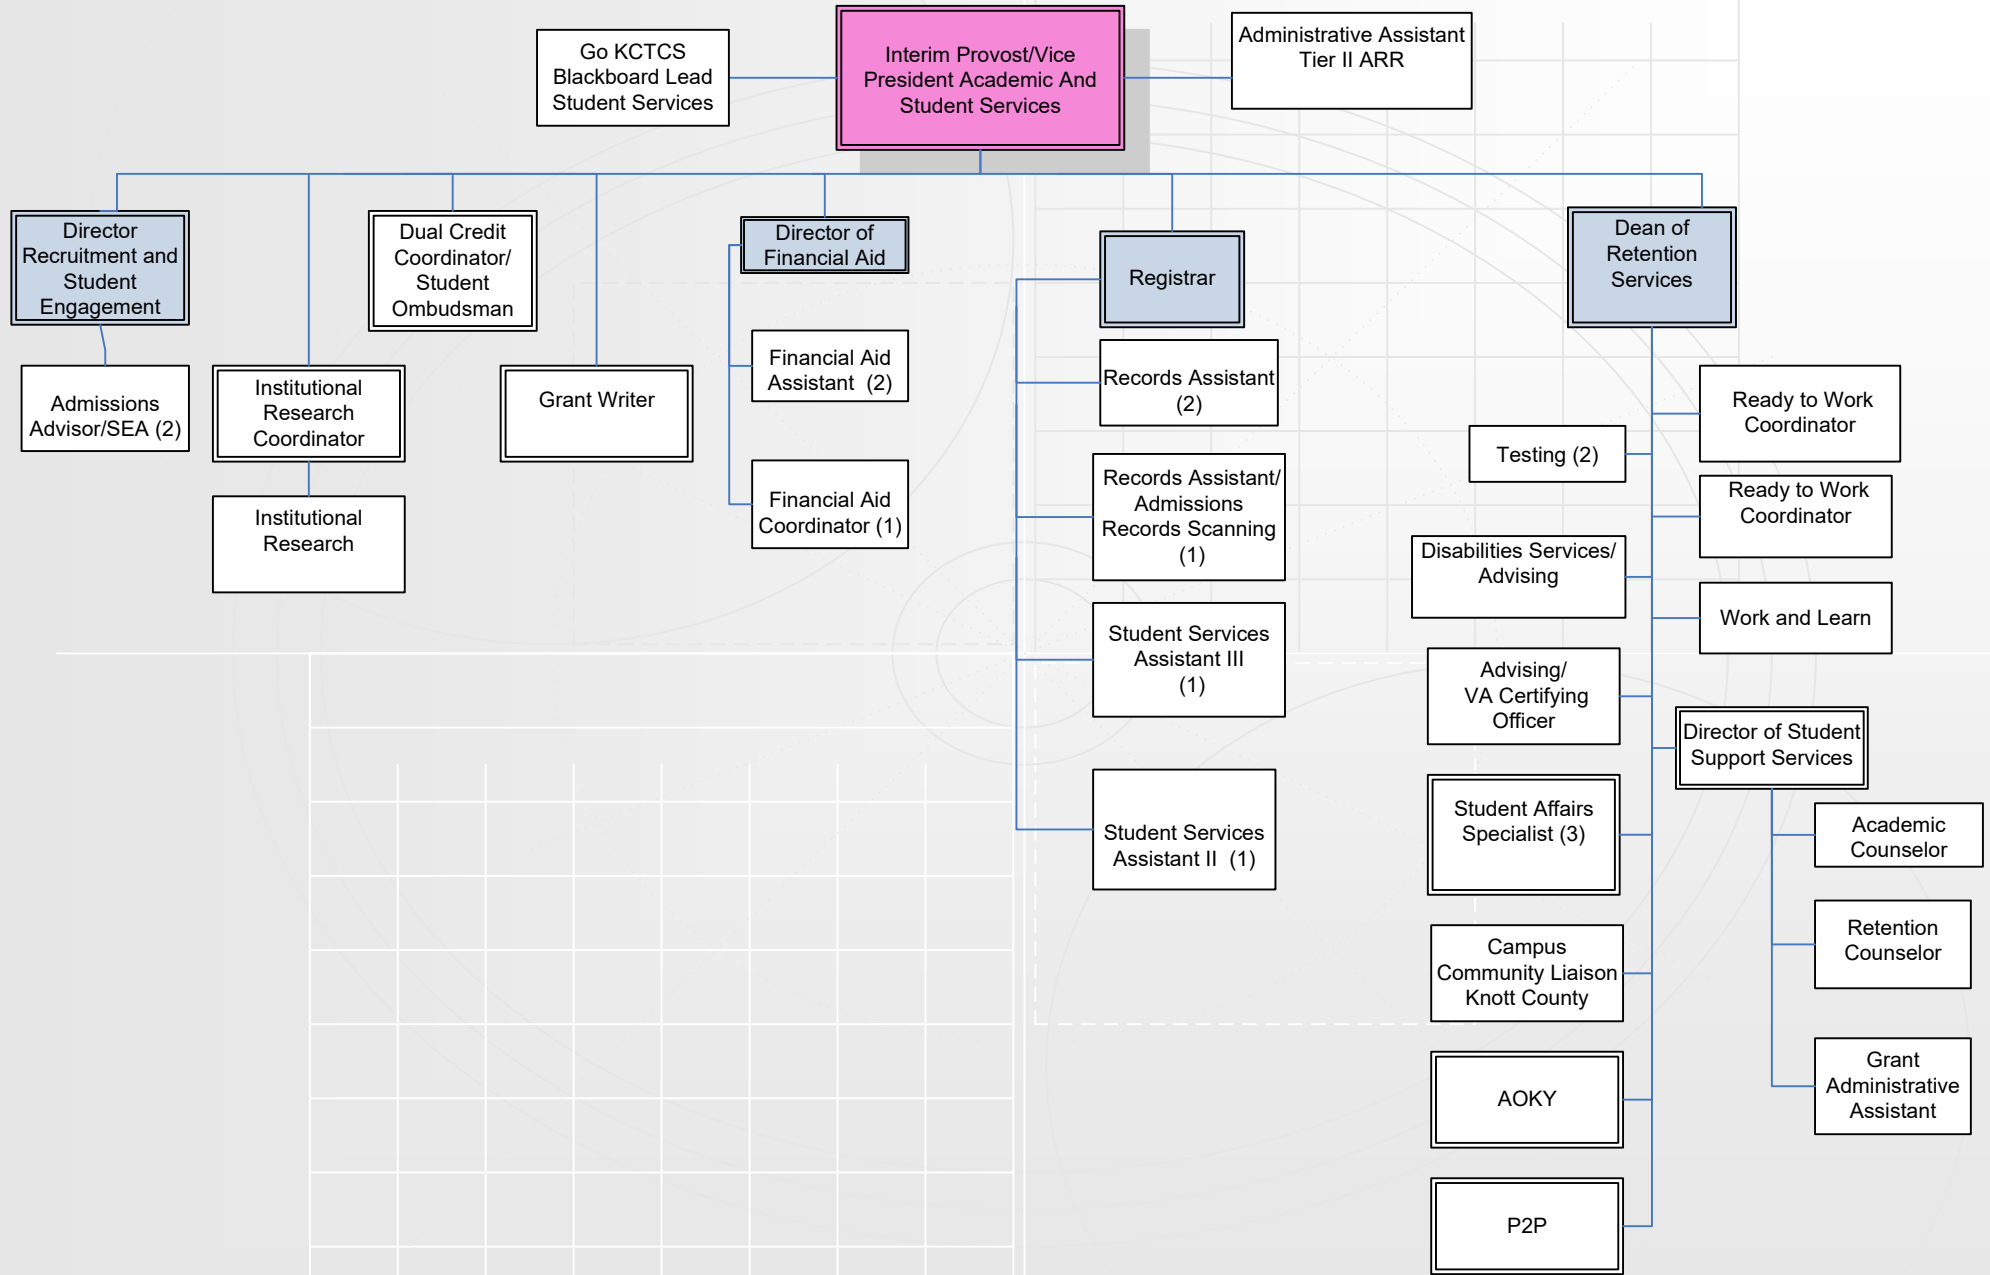 Go KCTCS
Blackboard Lead
Student Services
Interim Provost/Vice
President Academic And
Student Services
Administrative Assistant
Tier II ARR
Director
Recruitment and
Student
Engagement
Admissions
Advisor/SEA (2)
Institutional
Research
Coordinator
Institutional
Research
Dual Credit
Coordinator/
Student
Ombudsman
Grant Writer
Director of
Financial Aid
Financial Aid
Assistant  (2)
Financial Aid
Coordinator (1)
Registrar
Records Assistant
(2)
Records Assistant/
Admissions
Records Scanning
(1)
Student Services
Assistant III
(1)
Student Services
Assistant II  (1)
Dean of
Retention
Services
Testing (2)
Disabilities Services/
Advising
Advising/
VA Certifying
Officer
Student Affairs
Specialist (3)
Campus
Community Liaison
Knott County
AOKY
P2P
Ready to Work
Coordinator
Ready to Work
Coordinator
Work and Learn
Director of Student
Support Services
Academic
Counselor
Retention
Counselor
Grant
Administrative
Assistant